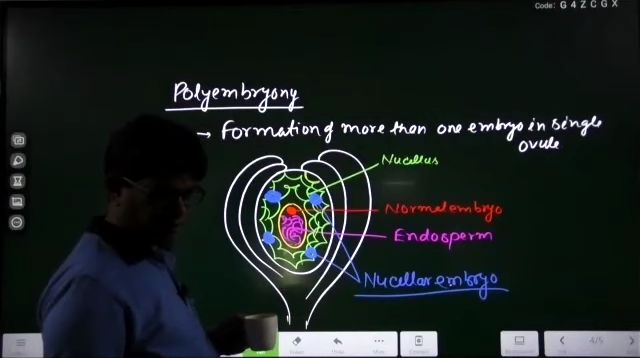 Code: G 4 Z C G X
Polyembryony
→ Formation of more than one embryo in single
ovule
Nucellus
Normal embryo
Endosperm
Nucellar embryo
4/5